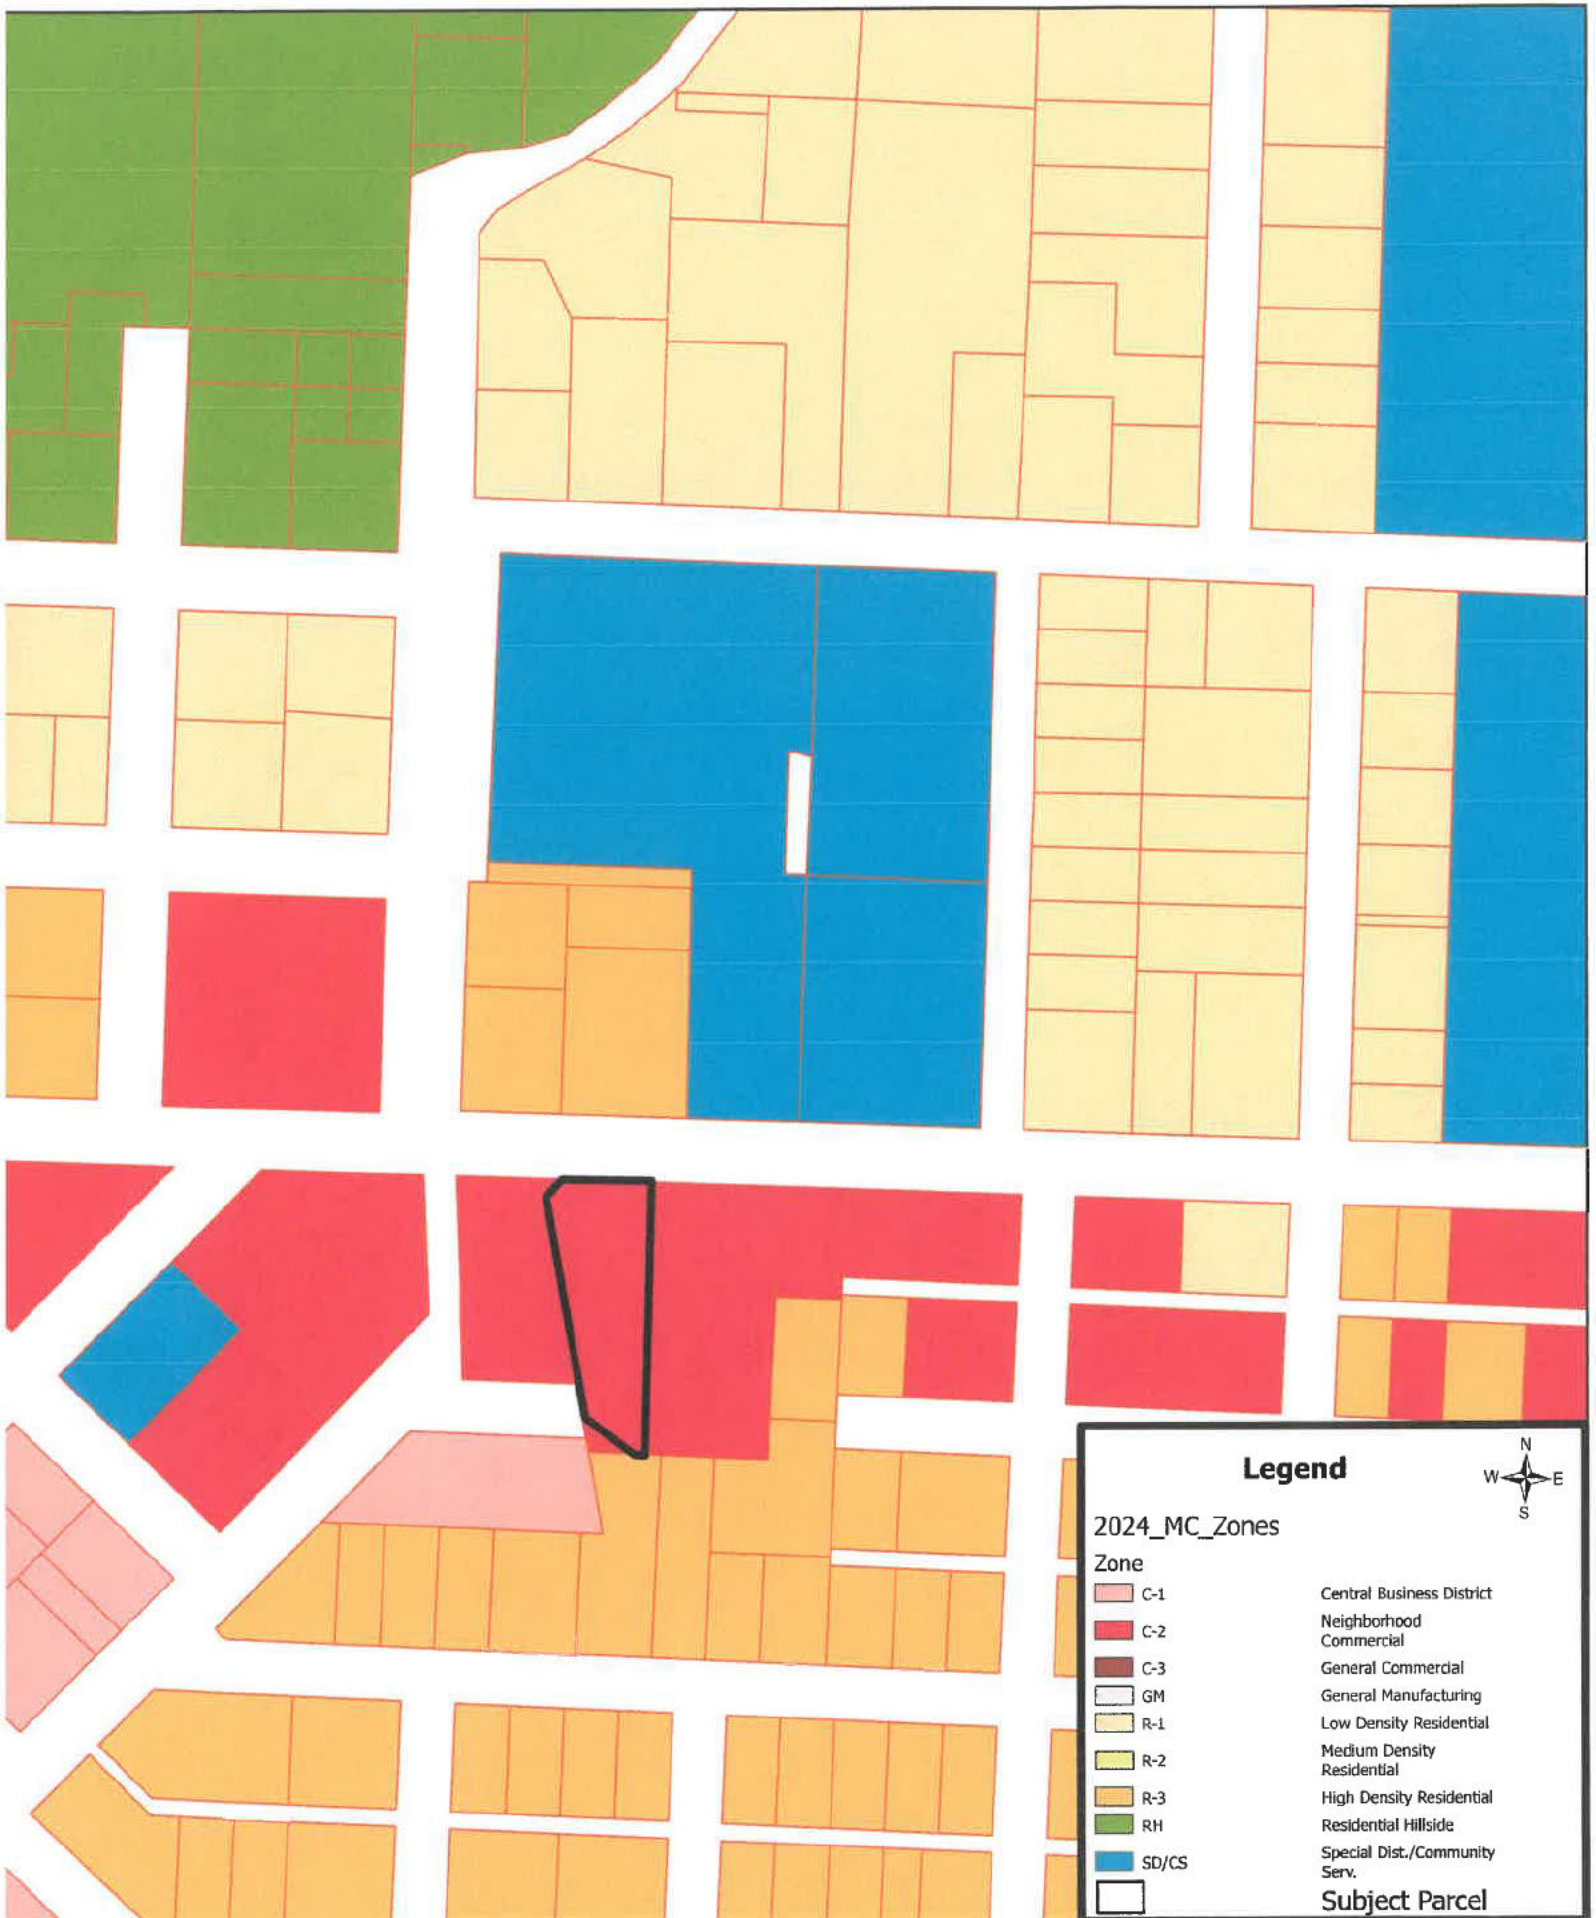 Legend
N
W E
S
2024_MC_Zones
Zone
C-1 Central Business District
C-2 Neighborhood
Commercial
C-3 General Commercial
GM General Manufacturing
R-1 Low Density Residential
R-2 Medium Density
Residential
R-3 High Density Residential
RH Residential Hillside
SD/CS Special Dist./Community
Serv.
Subject Parcel